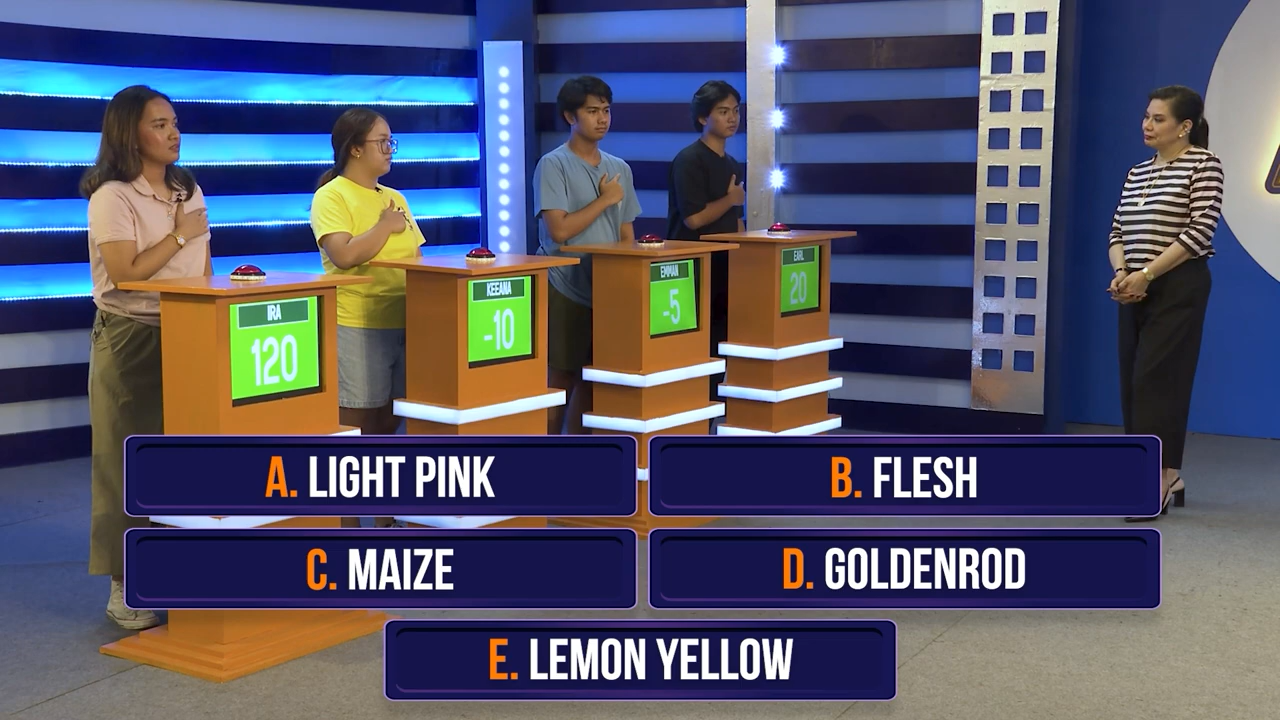 IRA
120
KEEANA
-10
EMMAN
-5
EARL
20
A. LIGHT PINK
B. FLESH
C. MAIZE
D. GOLDENROD
E. LEMON YELLOW